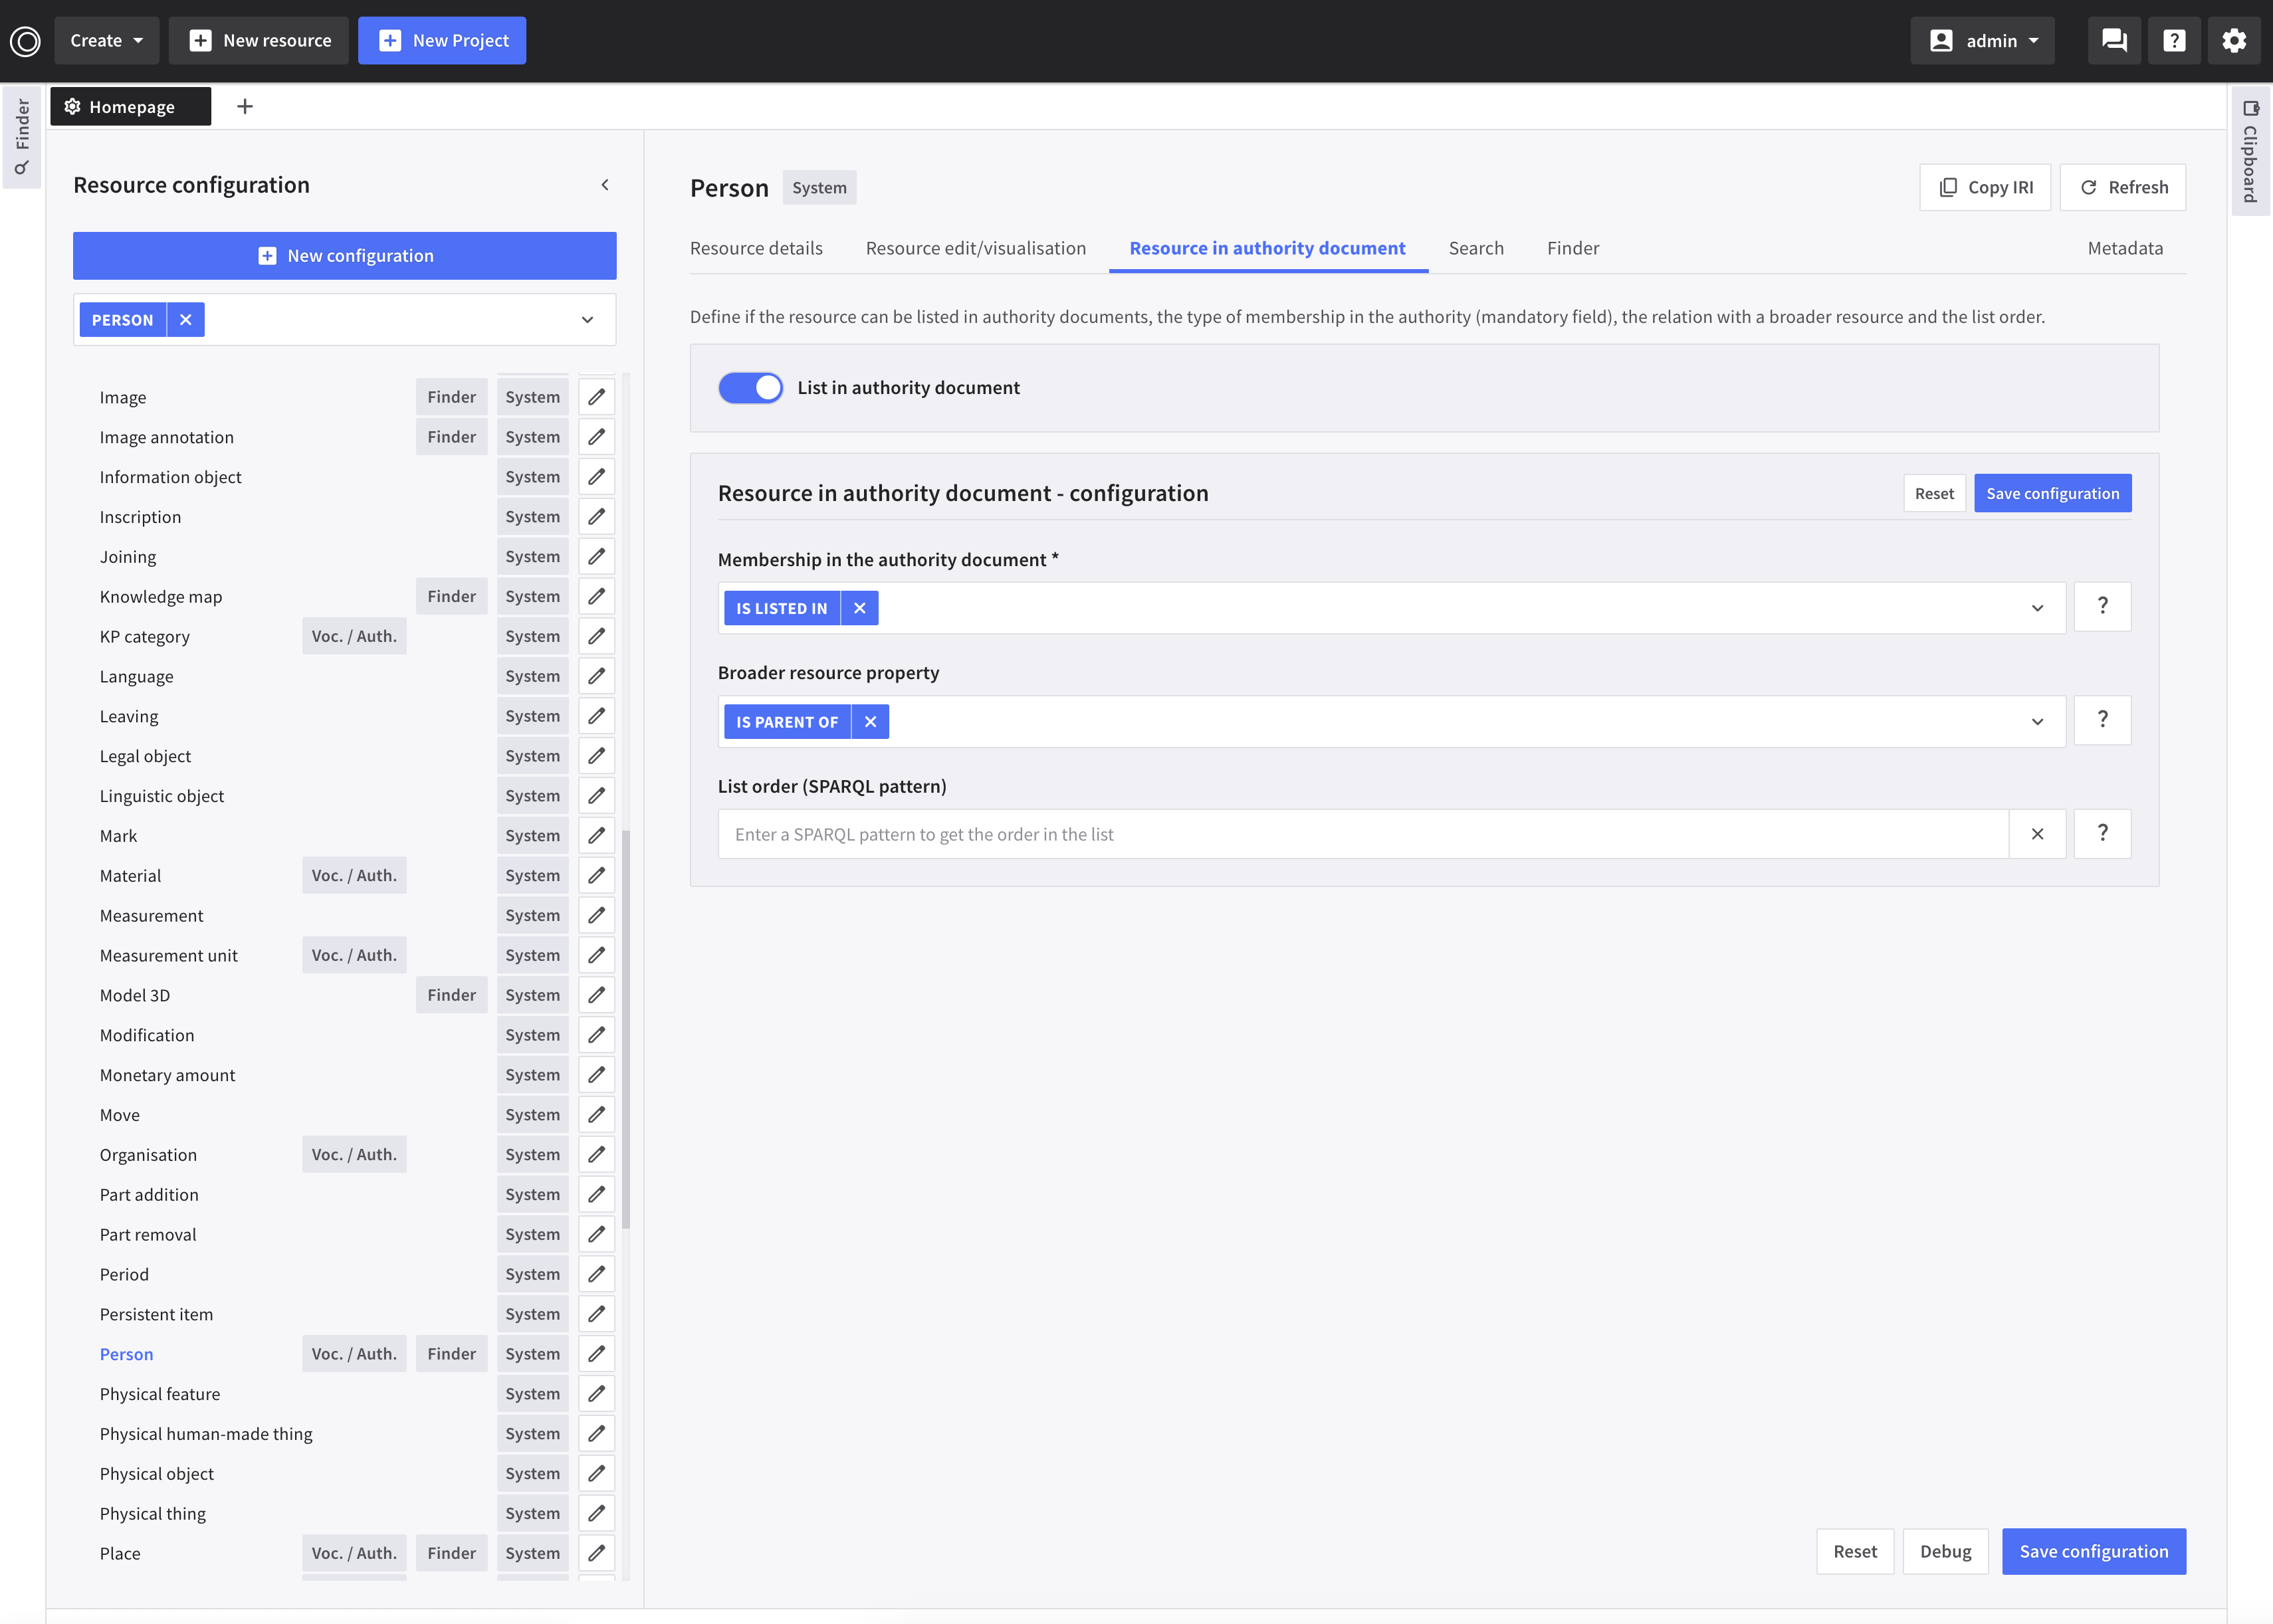 Create
New resource
New Project
admin
Finder
Homepage
Clipboard
Resource configuration
New configuration
PERSON
Image Finder System
Image annotation Finder System
Information object System
Inscription System
Joining System
Knowledge map Finder System
KP category Voc. / Auth. System
Language System
Leaving System
Legal object System
Linguistic object System
Mark System
Material Voc. / Auth. System
Measurement System
Measurement unit Voc. / Auth. System
Model 3D Finder System
Modification System
Monetary amount System
Move System
Organisation Voc. / Auth. System
Part addition System
Part removal System
Period System
Persistent item System
Person Voc. / Auth. Finder System
Physical feature System
Physical human-made thing System
Physical object System
Physical thing System
Place Voc. / Auth. Finder System
Person System
Copy IRI
Refresh
Resource details Resource edit/visualisation Resource in authority document Search Finder Metadata
Define if the resource can be listed in authority documents, the type of membership in the authority (mandatory field), the relation with a broader resource and the list order.
List in authority document
Resource in authority document - configuration
Reset
Save configuration
Membership in the authority document *
IS LISTED IN
?
Broader resource property
IS PARENT OF
?
List order (SPARQL pattern)
Enter a SPARQL pattern to get the order in the list
?
Reset
Debug
Save configuration